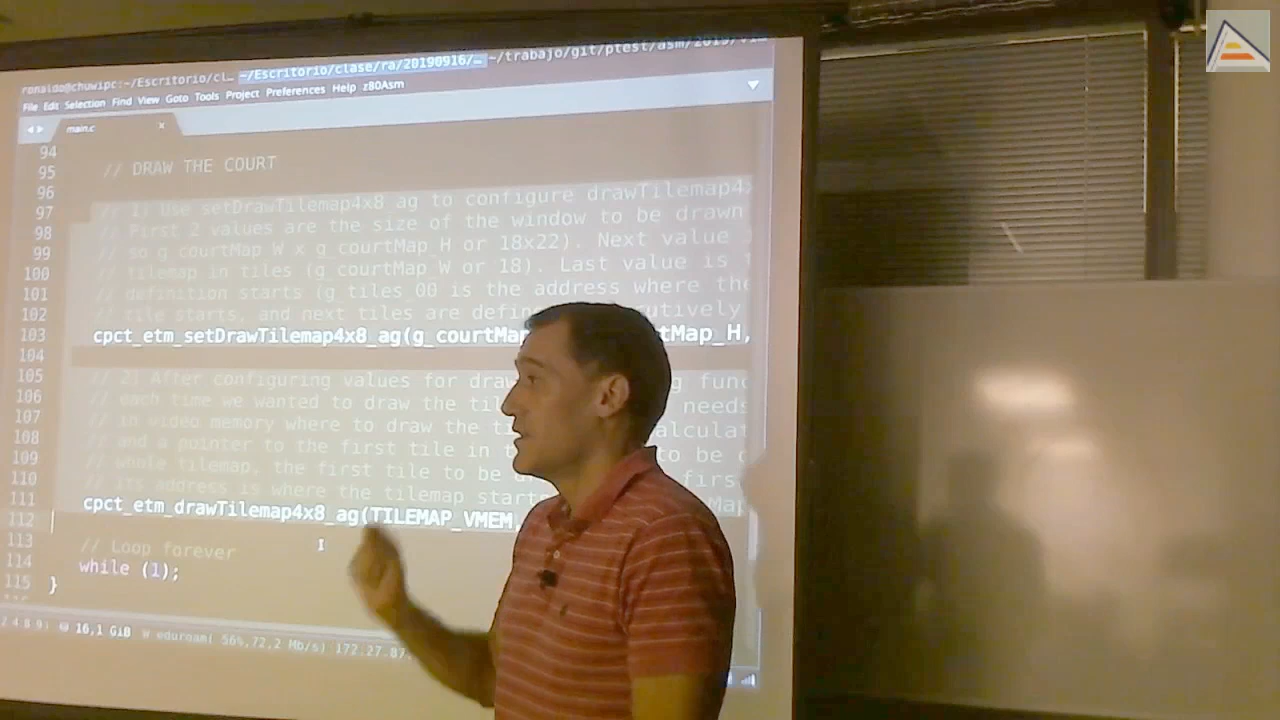 ronaldo@chuwipc:~/Escritorio/cl… ~/Escritorio/clase/ra/20190916/… ~/trabajo/git/ptest/asm/2019/
File Edit Selection Find View Goto Tools Project Preferences Help z80Asm
main.c x
94
95 // DRAW THE COURT
96
97 // 1) Use setDrawTilemap4x8_ag to configure drawTilemap4x
98 // First 2 values are the size of the window to be drawn
99 // so g_courtMap_W x g_courtMap_H or 18x22). Next value
100 // tilemap in tiles (g_courtMap_W or 18). Last value is
101 // definition starts (g_tiles_00 is the address where the
102 // tile starts, and next tiles are
103 cpct_etm_setDrawTilemap4x8_ag(g_courtMap tMap_H,
104
105 // 2) After configuring values for func
106 // each time we wanted to draw the needs
107 // in video memory where to draw the
108 // and a pointer to the first tile in to be
109 // whole tilemap, the first tile to be
110 // its address is where the tilemap Map
111 cpct_etm_drawTilemap4x8_ag(TILEMAP_VMEM,
112
113 // Loop forever
114 while (1);
115 }
16,1 GiB W eduroam( 56%,72,2 Mb/s) 172.27.87